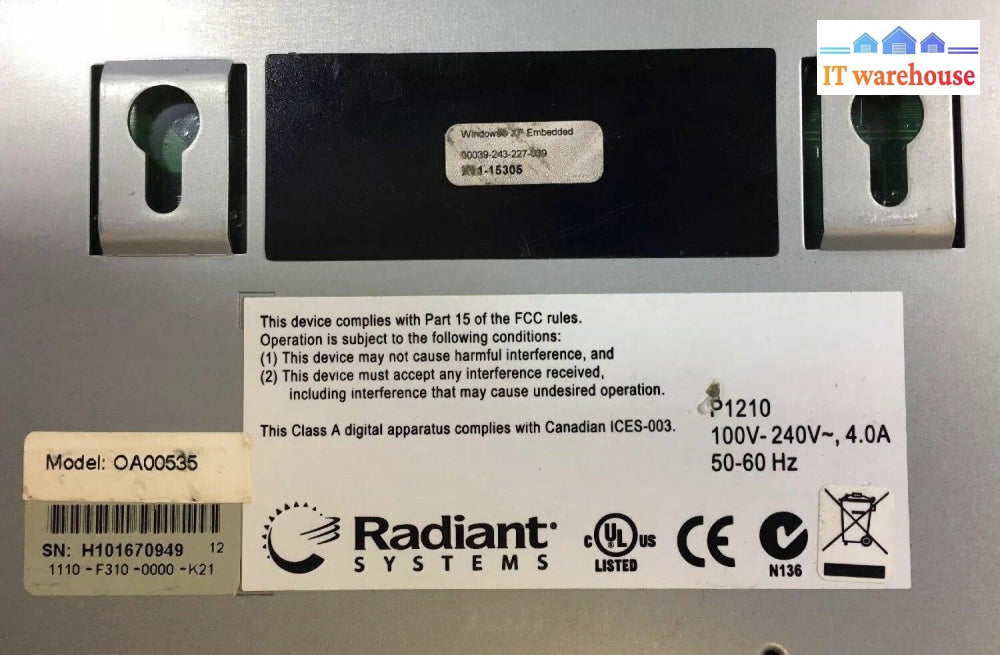 IT warehouse
Windows® XP Embedded
00039-243-227-039
1-15305
This device complies with Part 15 of the FCC rules.
Operation is subject to the following conditions:
(1) This device may not cause harmful interference, and
(2) This device must accept any interference received,
including interference that may cause undesired operation.
This Class A digital apparatus complies with Canadian ICES-003.
P1210
100V- 240V~, 4.0A
50-60 Hz
Model: OA00535
SN: H101670949 12
1110 - F310 -0000 -K21
Radiant
SYSTEMS
c UL us
LISTED
CE
N136